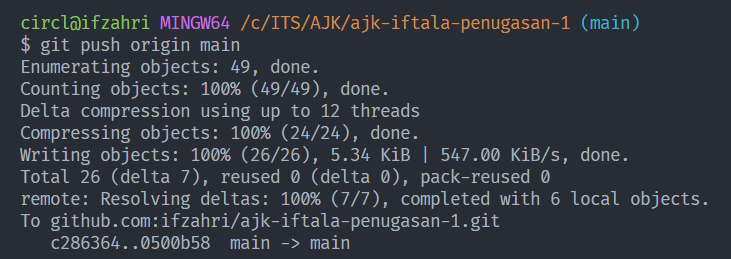 circl@ifzahri MINGW64 /c/ITS/AJK/ajk-iftala-penugasan-1 (main)
$ git push origin main
Enumerating objects: 49, done.
Counting objects: 100% (49/49), done.
Delta compression using up to 12 threads
Compressing objects: 100% (24/24), done.
Writing objects: 100% (26/26), 5.34 KiB | 547.00 KiB/s, done.
Total 26 (delta 7), reused 0 (delta 0), pack-reused 0
remote: Resolving deltas: 100% (7/7), completed with 6 local objects.
To github.com:ifzahri/ajk-iftala-penugasan-1.git
   c286364..0500b58  main -> main